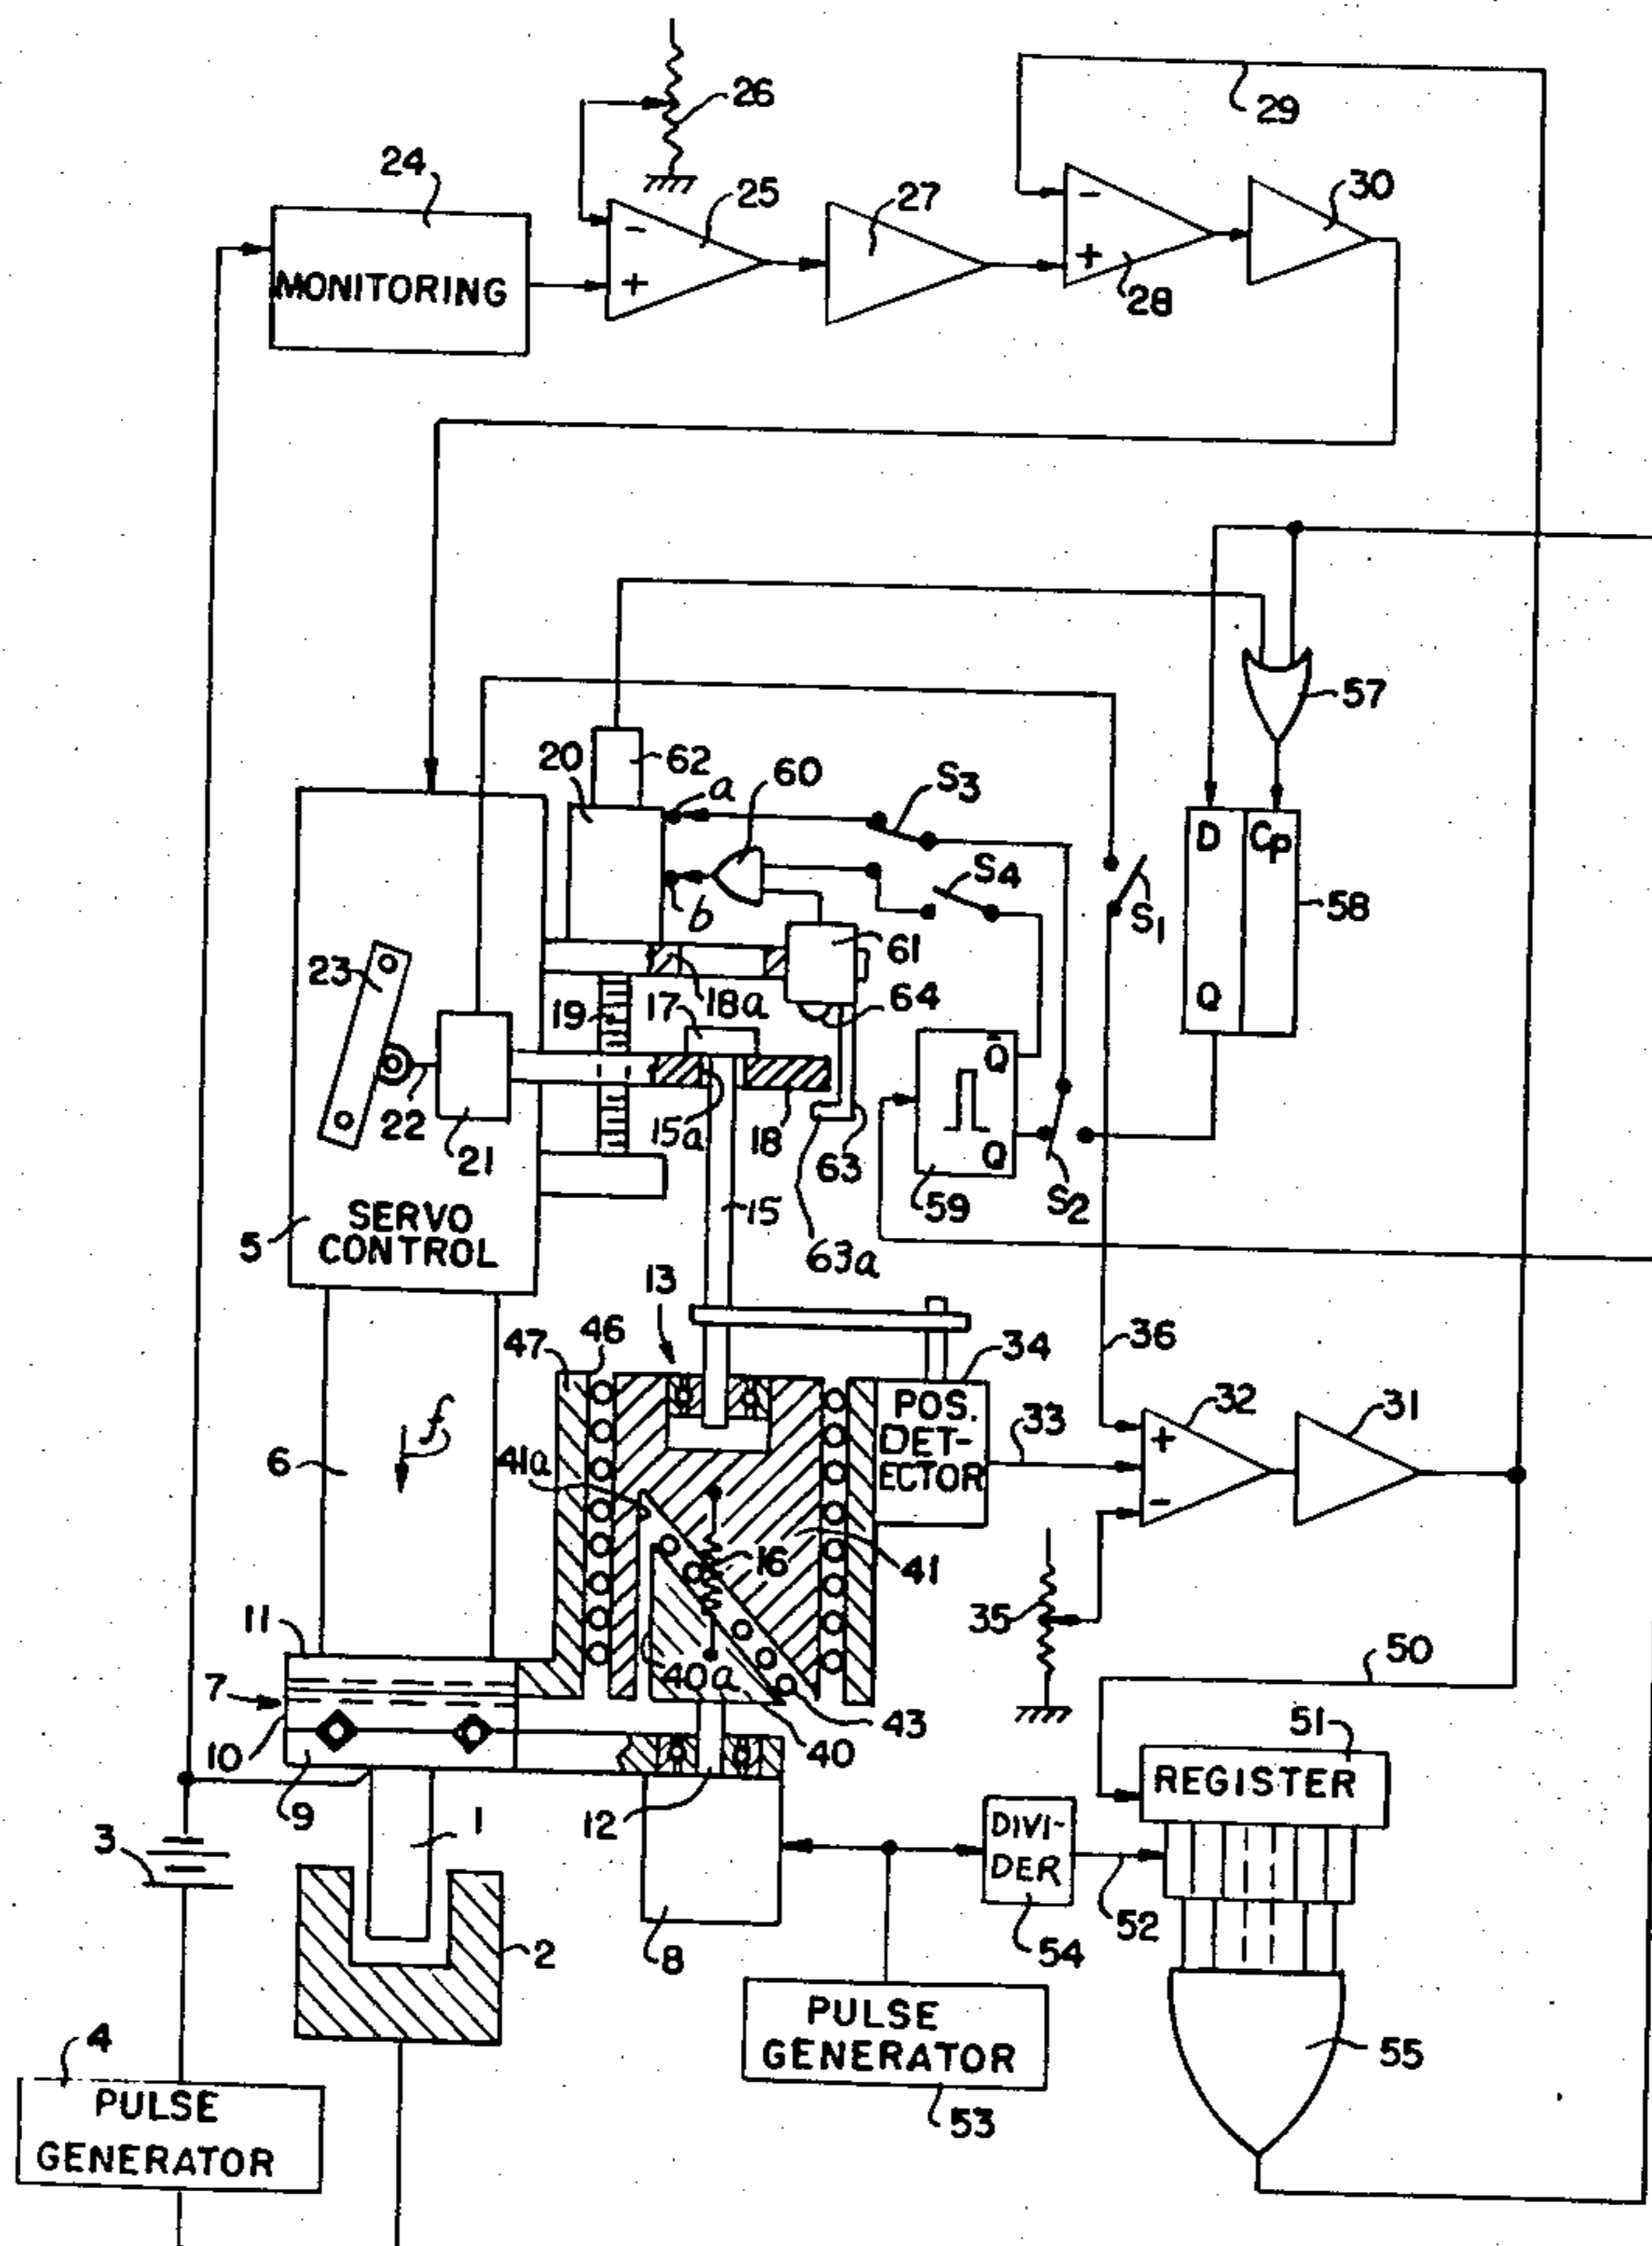 26
29
24
25
27
30
MONITORING
-
+
-
+
28
57
20
62
a
60
S3
D
Cp
S4
b
S1
58
61
23
19
18a
17
64
Q
Q̄
22
21
15a
18
63
59
Q
S2
5
SERVO
CONTROL
15
63a
13
36
47
46
34
32
31
f
POS.
DET-
ECTOR
33
+
-
6
41a
16
41
35
11
50
7
40a
43
51
10
40
REGISTER
9
12
3
1
DIVI-
DER
52
8
54
2
PULSE
GENERATOR
55
4
53
PULSE
GENERATOR